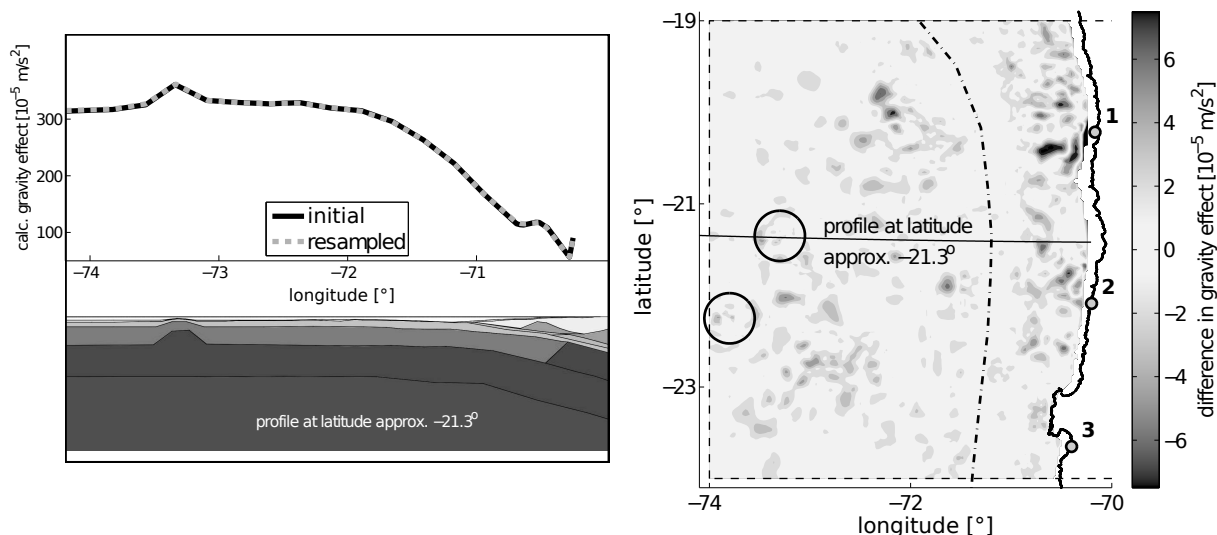 calc. gravity effect [10⁻⁵ m/s²]
300
200
100
initial
resampled
−74
−73
−72
−71
longitude [°]
profile at latitude approx. −21.3°
−19
−21
−23
latitude [°]
profile at latitude
approx. −21.3°
1
2
3
−74
−72
−70
longitude [°]
6
4
2
0
−2
−4
−6
difference in gravity effect [10⁻⁵ m/s²]